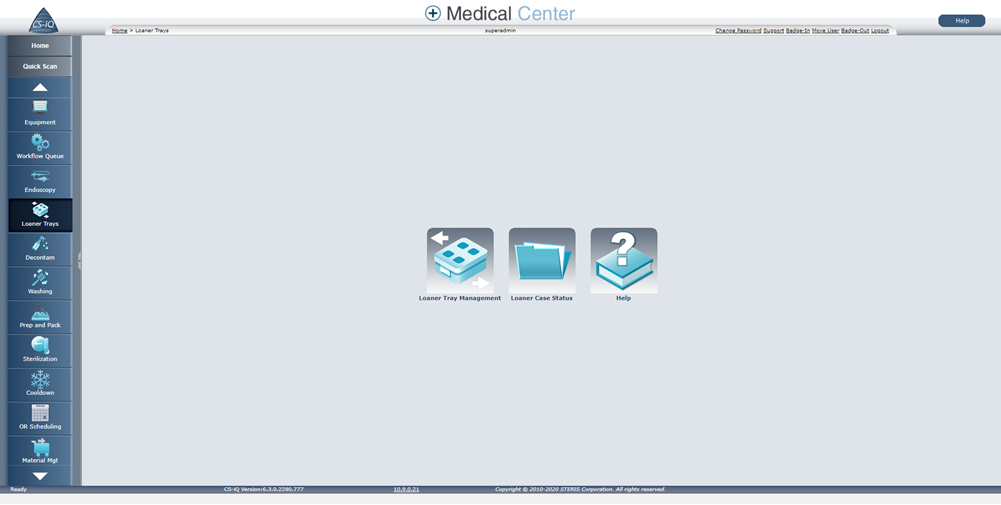 CS-iQ
Medical Center
Help
Home > Loaner Trays
superadmin
Change Password Support Badge-In Move User Badge-Out Logout
Home
Quick Scan
Equipment
Workflow Queue
Endoscopy
Loaner Trays
Decontam
Washing
Prep and Pack
Sterilization
Cooldown
OR Scheduling
Material Mgt
Loaner Tray Management
Loaner Case Status
Help
Ready
CS-iQ Version:6.3.0.2280.777
10.9.0.21
Copyright © 2010-2020 STERIS Corporation. All rights reserved.